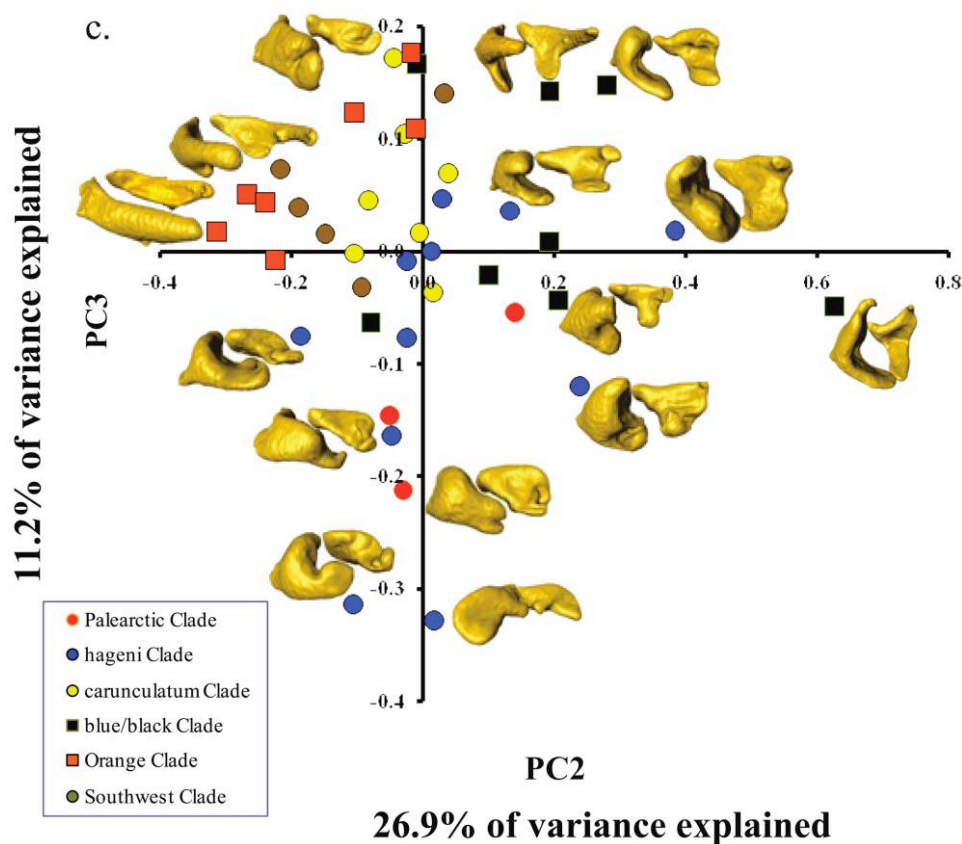 c.
0.2
0.1
0.0
-0.4
-0.2
0.0
0.2
0.4
0.6
0.8
-0.1
-0.2
-0.3
-0.4
PC3
11.2% of variance explained
Palearctic Clade
hageni Clade
carunculatum Clade
blue/black Clade
Orange Clade
Southwest Clade
PC2
26.9% of variance explained